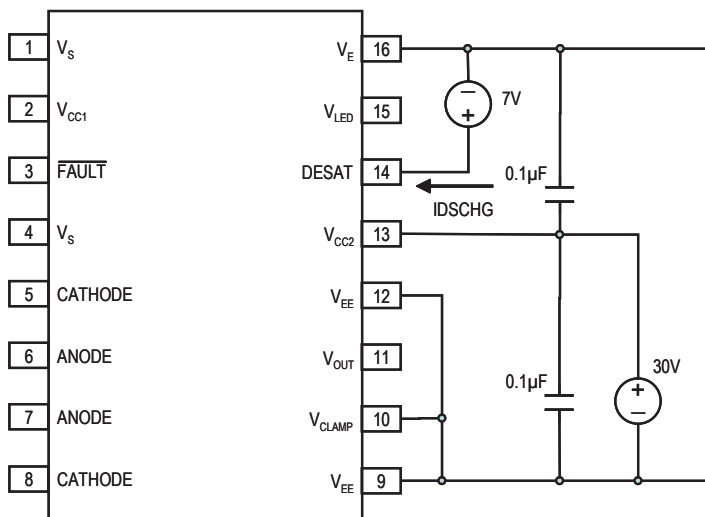 1 VS VE 16
2 VCC1 VLED 15
3 FAULT DESAT 14
4 VS VCC2 13
5 CATHODE VEE 12
6 ANODE VOUT 11
7 ANODE VCLAMP 10
8 CATHODE VEE 9
– + 7V
IDSCHG
0.1µF
0.1µF
30V + –